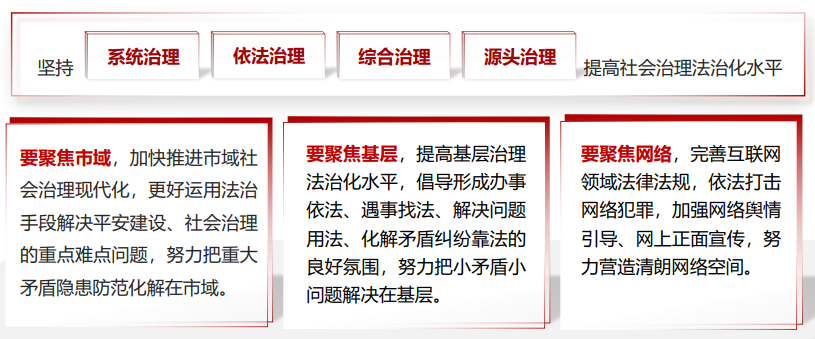 坚持 系统治理 依法治理 综合治理 源头治理 提高社会治理法治化水平
要聚焦市域，加快推进市域社
会治理现代化，更好运用法治
手段解决平安建设、社会治理
的重点难点问题，努力把重大
矛盾隐患防范化解在市域。
要聚焦基层，提高基层治理
法治化水平，倡导形成办事
依法、遇事找法、解决问题
用法、化解矛盾纠纷靠法的
良好氛围，努力把小矛盾小
问题解决在基层。
要聚焦网络，完善互联网
领域法律法规，依法打击
网络犯罪，加强网络舆情
引导、网上正面宣传，努
力营造清朗网络空间。